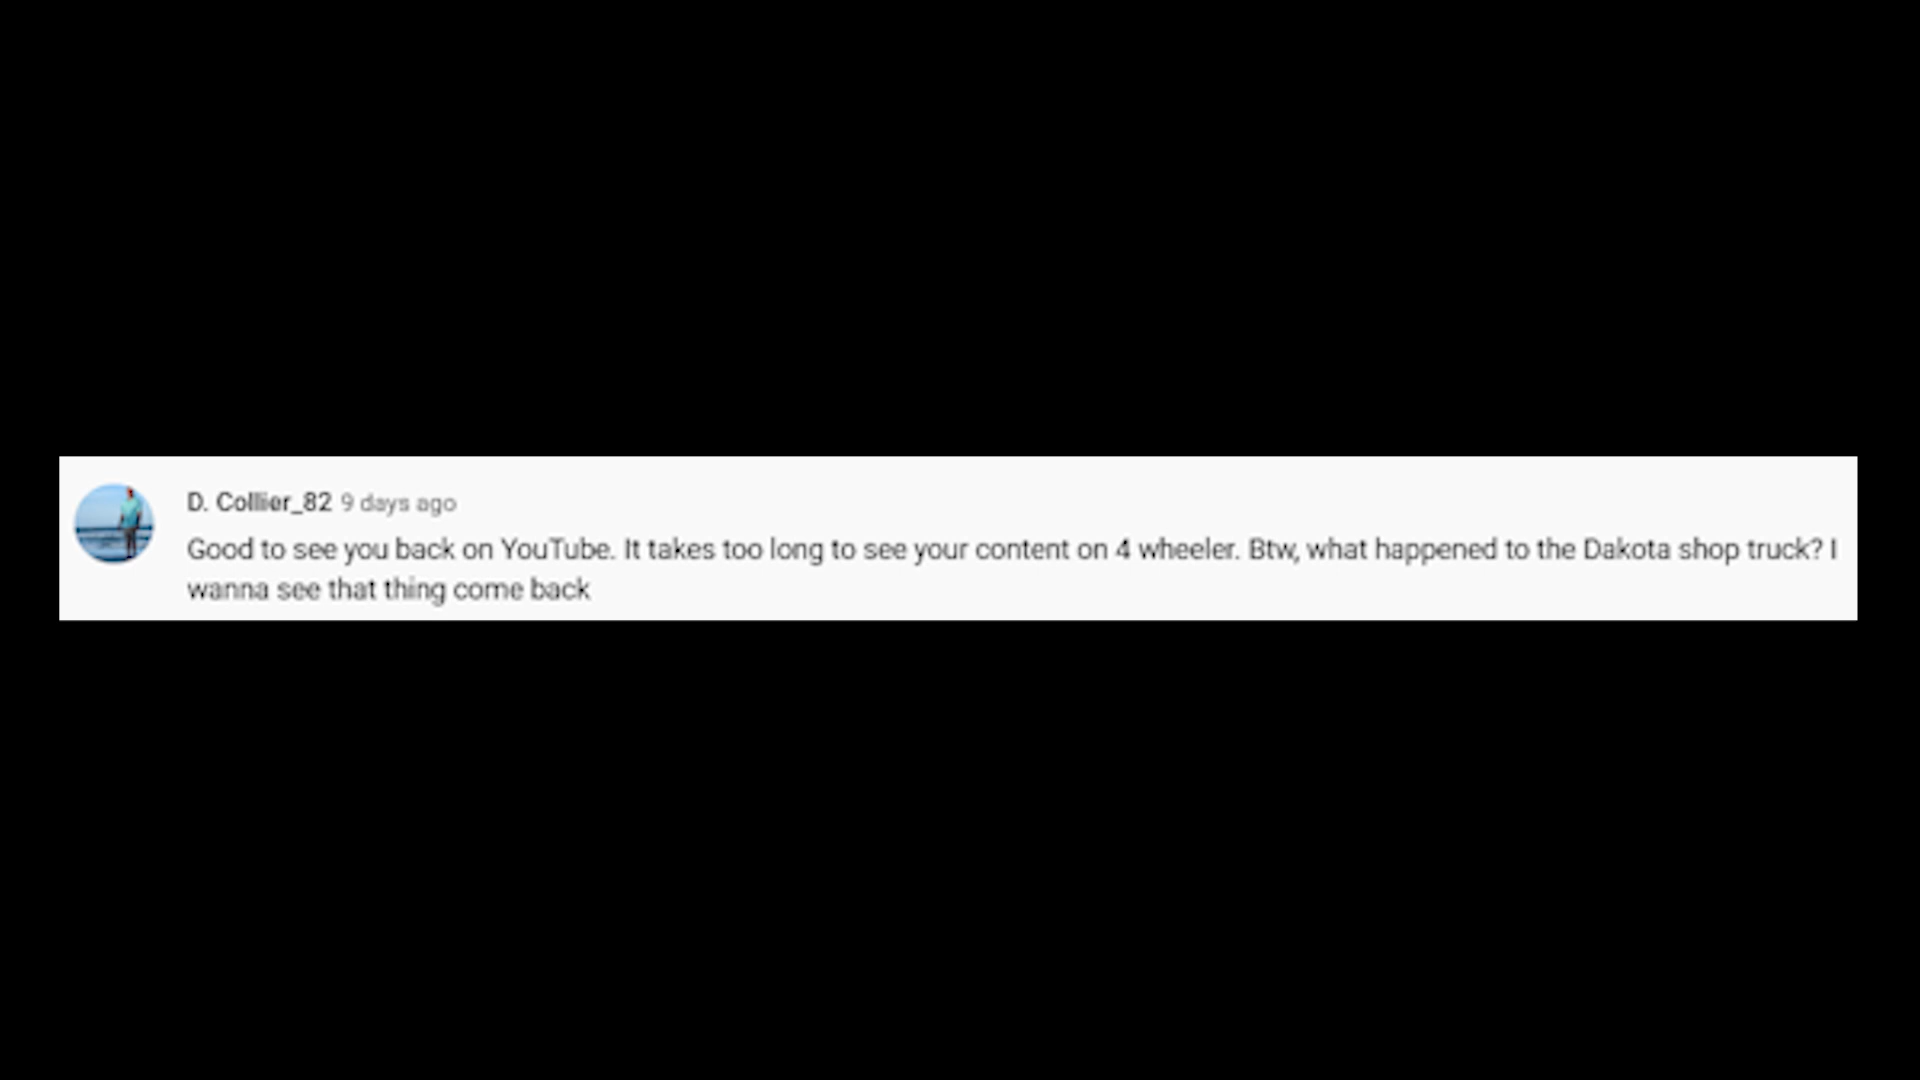 D. Collier_82 9 days ago
Good to see you back on YouTube. It takes too long to see your content on 4 wheeler. Btw, what happened to the Dakota shop truck? I
wanna see that thing come back